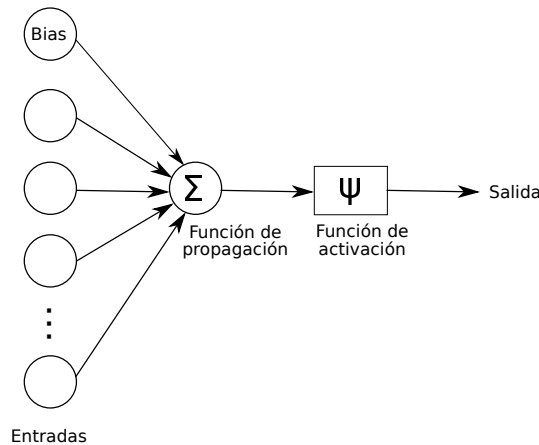 Bias
Σ
ψ
Salida
Función de
propagación
Función de
activación
Entradas